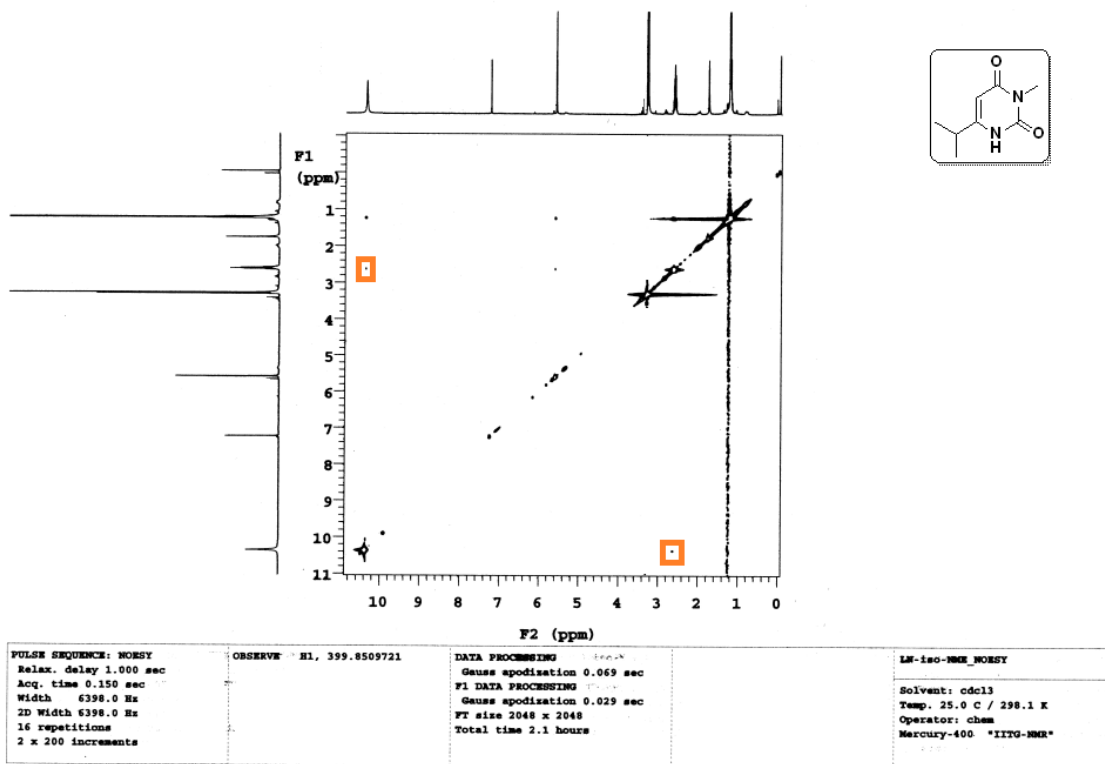 O
N
O
NH
F1
(ppm)
1
2
3
4
5
6
7
8
9
10
11
10 9 8 7 6 5 4 3 2 1 0
F2 (ppm)
PULSE SEQUENCE: NOESY
Relax. delay 1.000 sec
Acq. time 0.150 sec
Width 6398.0 Hz
2D Width 6398.0 Hz
16 repetitions
2 x 200 increments
OBSERVE H1, 399.8509721
DATA PROCESSING
Gauss apodization 0.069 sec
F1 DATA PROCESSING
Gauss apodization 0.029 sec
FT size 2048 x 2048
Total time 2.1 hours
LN-iso-NME_NOESY
Solvent: cdcl3
Temp. 25.0 C / 298.1 K
Operator: chem
Mercury-400 "IITG-NMR"